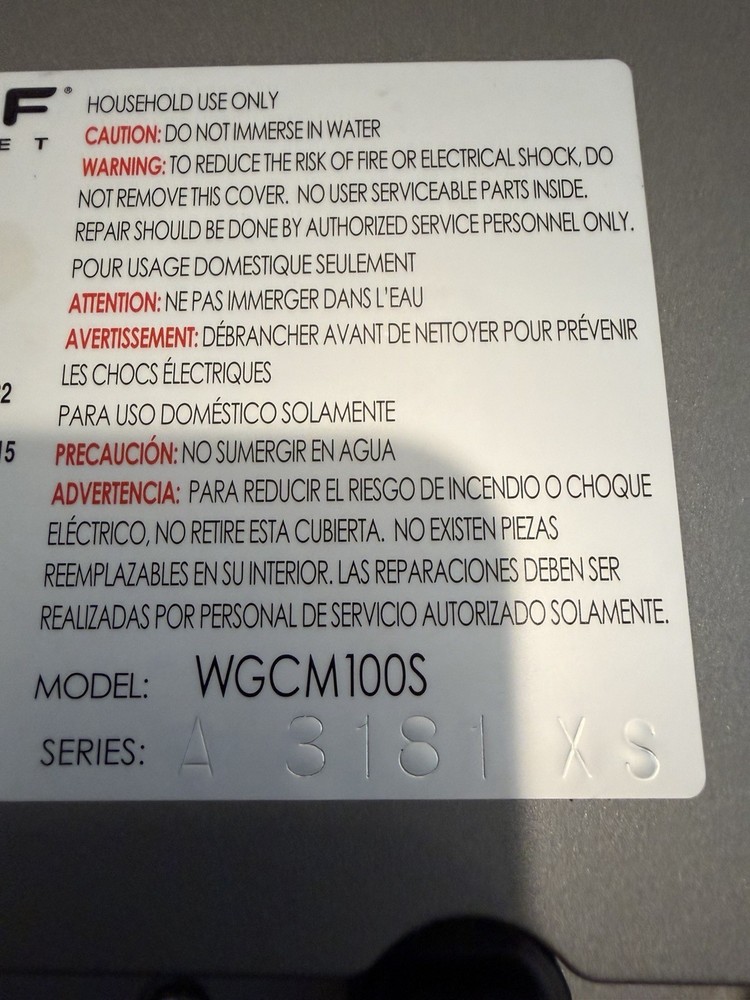 F® HOUSEHOLD USE ONLY
E T CAUTION: DO NOT IMMERSE IN WATER
WARNING: TO REDUCE THE RISK OF FIRE OR ELECTRICAL SHOCK, DO
NOT REMOVE THIS COVER. NO USER SERVICEABLE PARTS INSIDE.
REPAIR SHOULD BE DONE BY AUTHORIZED SERVICE PERSONNEL ONLY.
POUR USAGE DOMESTIQUE SEULEMENT
ATTENTION: NE PAS IMMERGER DANS L'EAU
AVERTISSEMENT: DÉBRANCHER AVANT DE NETTOYER POUR PRÉVENIR
LES CHOCS ÉLECTRIQUES
2
PARA USO DOMÉSTICO SOLAMENTE
15 PRECAUCIÓN: NO SUMERGIR EN AGUA
ADVERTENCIA: PARA REDUCIR EL RIESGO DE INCENDIO O CHOQUE
ELÉCTRICO, NO RETIRE ESTA CUBIERTA. NO EXISTEN PIEZAS
REEMPLAZABLES EN SU INTERIOR. LAS REPARACIONES DEBEN SER
REALIZADAS POR PERSONAL DE SERVICIO AUTORIZADO SOLAMENTE.
MODEL: WGCM100S
SERIES: A 3181 XS